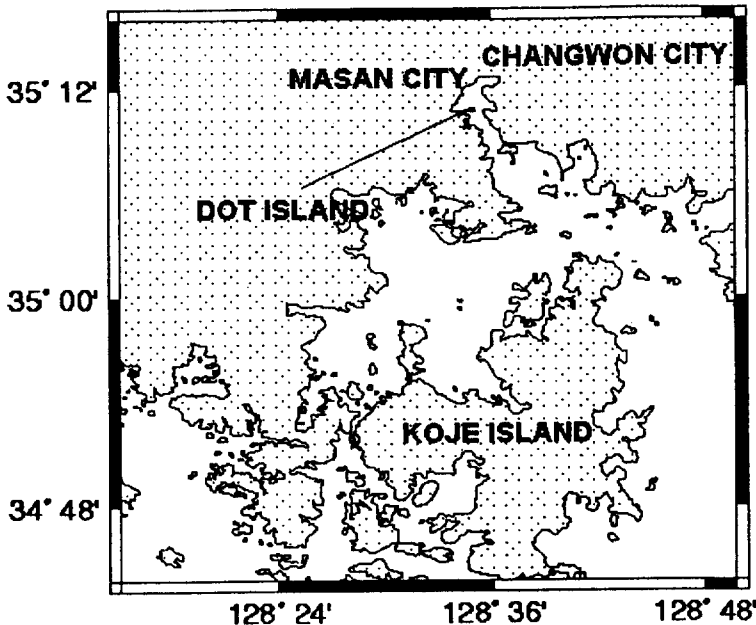 CHANGWON CITY
MASAN CITY
35° 12'
DOT ISLAND
35° 00'
KOJE ISLAND
34° 48'
128° 24'
128° 36'
128° 48'